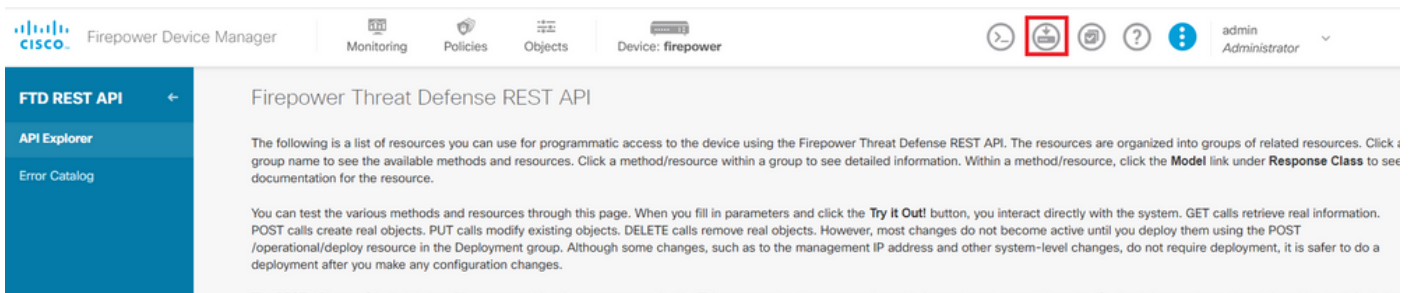 CISCO
Firepower Device Manager
Monitoring
Policies
Objects
Device: firepower
admin
Administrator
FTD REST API
API Explorer
Error Catalog
Firepower Threat Defense REST API
The following is a list of resources you can use for programmatic access to the device using the Firepower Threat Defense REST API. The resources are organized into groups of related resources. Click
group name to see the available methods and resources. Click a method/resource within a group to see detailed information. Within a method/resource, click the Model link under Response Class to see
documentation for the resource.
You can test the various methods and resources through this page. When you fill in parameters and click the Try it Out! button, you interact directly with the system. GET calls retrieve real information.
POST calls create real objects. PUT calls modify existing objects. DELETE calls remove real objects. However, most changes do not become active until you deploy them using the POST
/operational/deploy resource in the Deployment group. Although some changes, such as to the management IP address and other system-level changes, do not require deployment, it is safer to do a
deployment after you make any configuration changes.